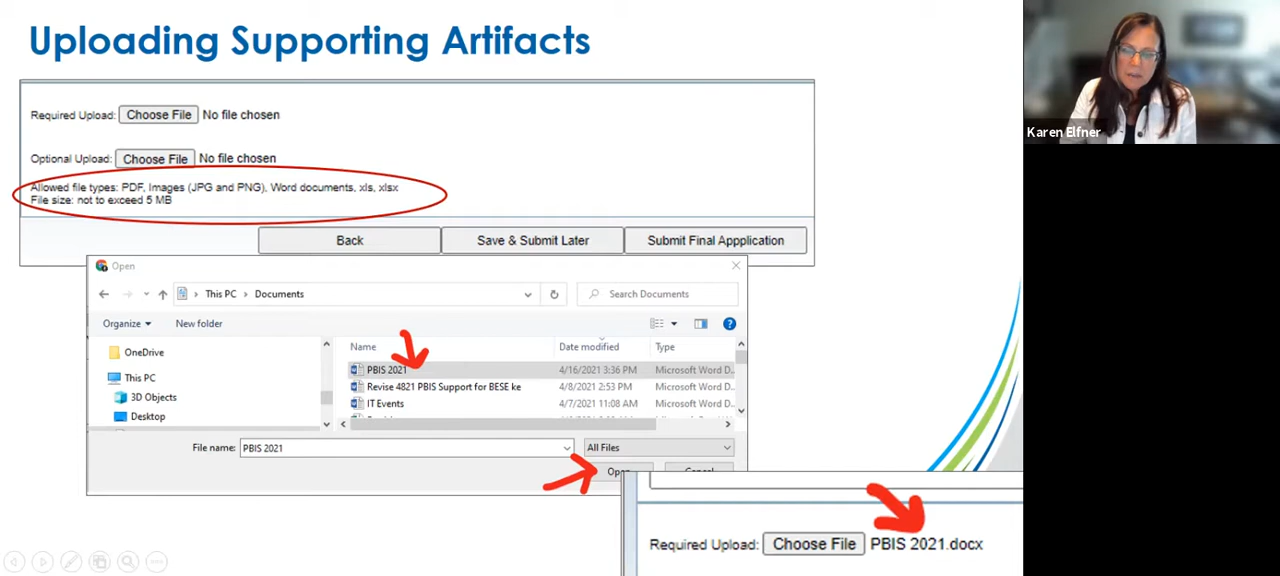 Uploading Supporting Artifacts
Required Upload: Choose File No file chosen
Optional Upload: Choose File No file chosen
Allowed file types: PDF, Images (JPG and PNG), Word documents, xls, xlsx
File size: not to exceed 5 MB
Back Save & Submit Later Submit Final Appplication
Open
This PC › Documents
Search Documents
Organize New folder
Name Date modified Type
OneDrive
This PC
3D Objects
Desktop
PBIS 2021 4/16/2021 3:36 PM Microsoft Word D...
Revise 4821 PBIS Support for BESE ke 4/8/2021 2:53 PM Microsoft Word D...
IT Events 4/7/2021 11:08 AM Microsoft Word D...
File name: PBIS 2021 All Files
Open Cancel
Required Upload: Choose File PBIS 2021.docx
Karen Elfner